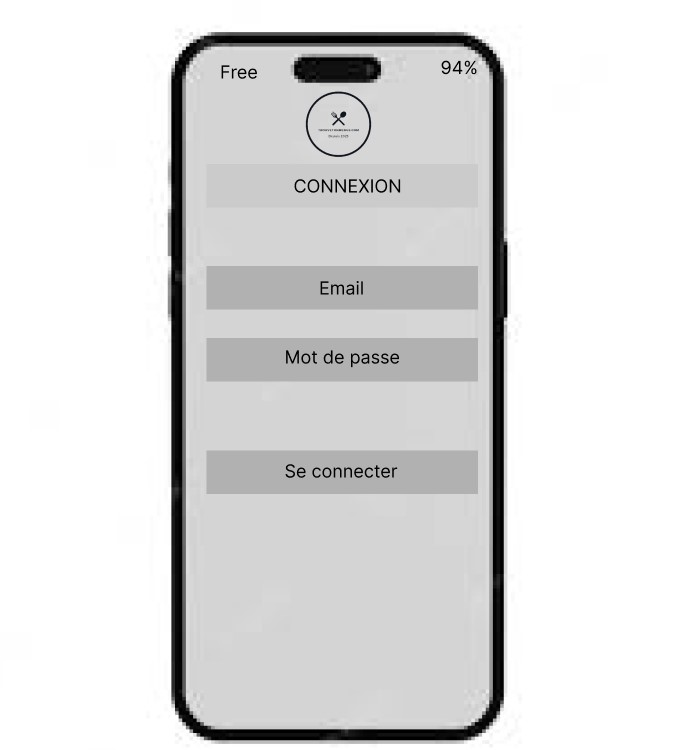 Free
94%
CONNEXION
Email
Mot de passe
Se connecter